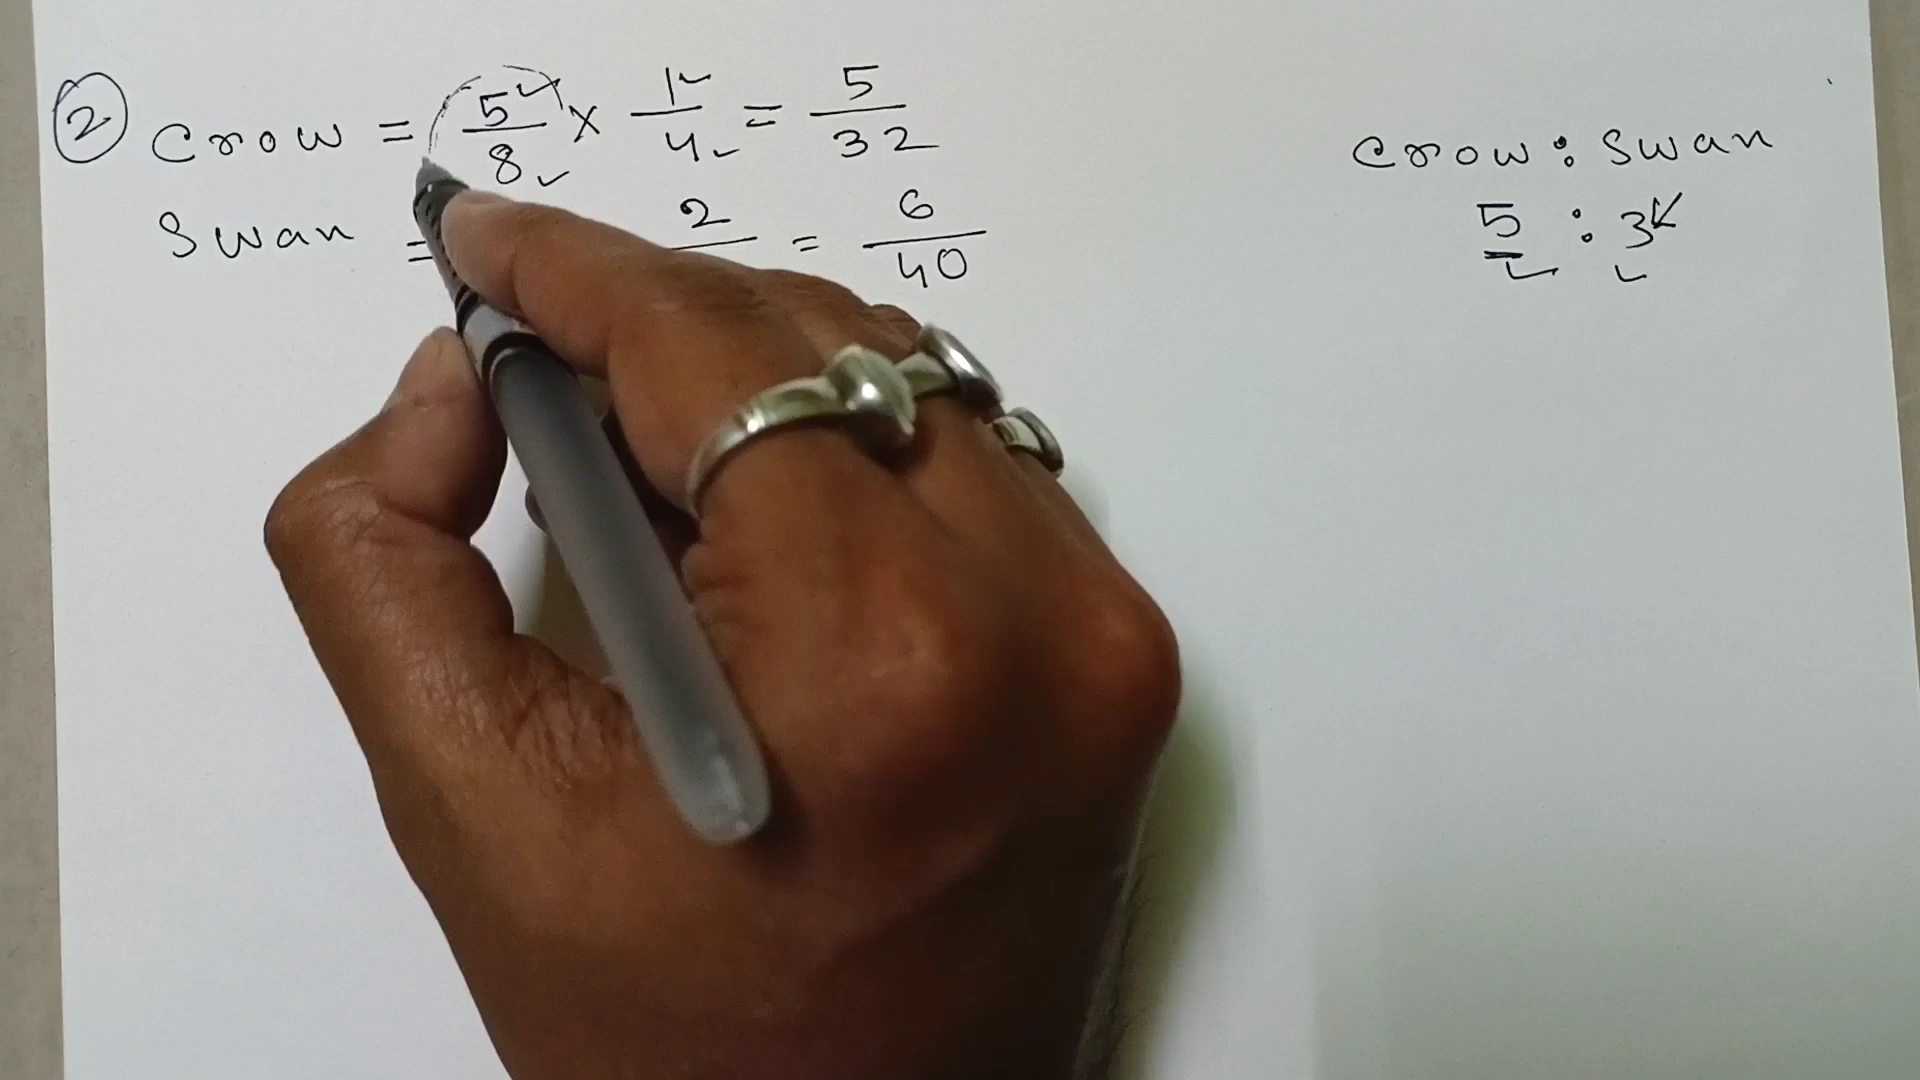 2 Crow = 5/8 × 1/4 = 5/32
Swan = 2 = 6/40
Crow : Swan
5 : 3